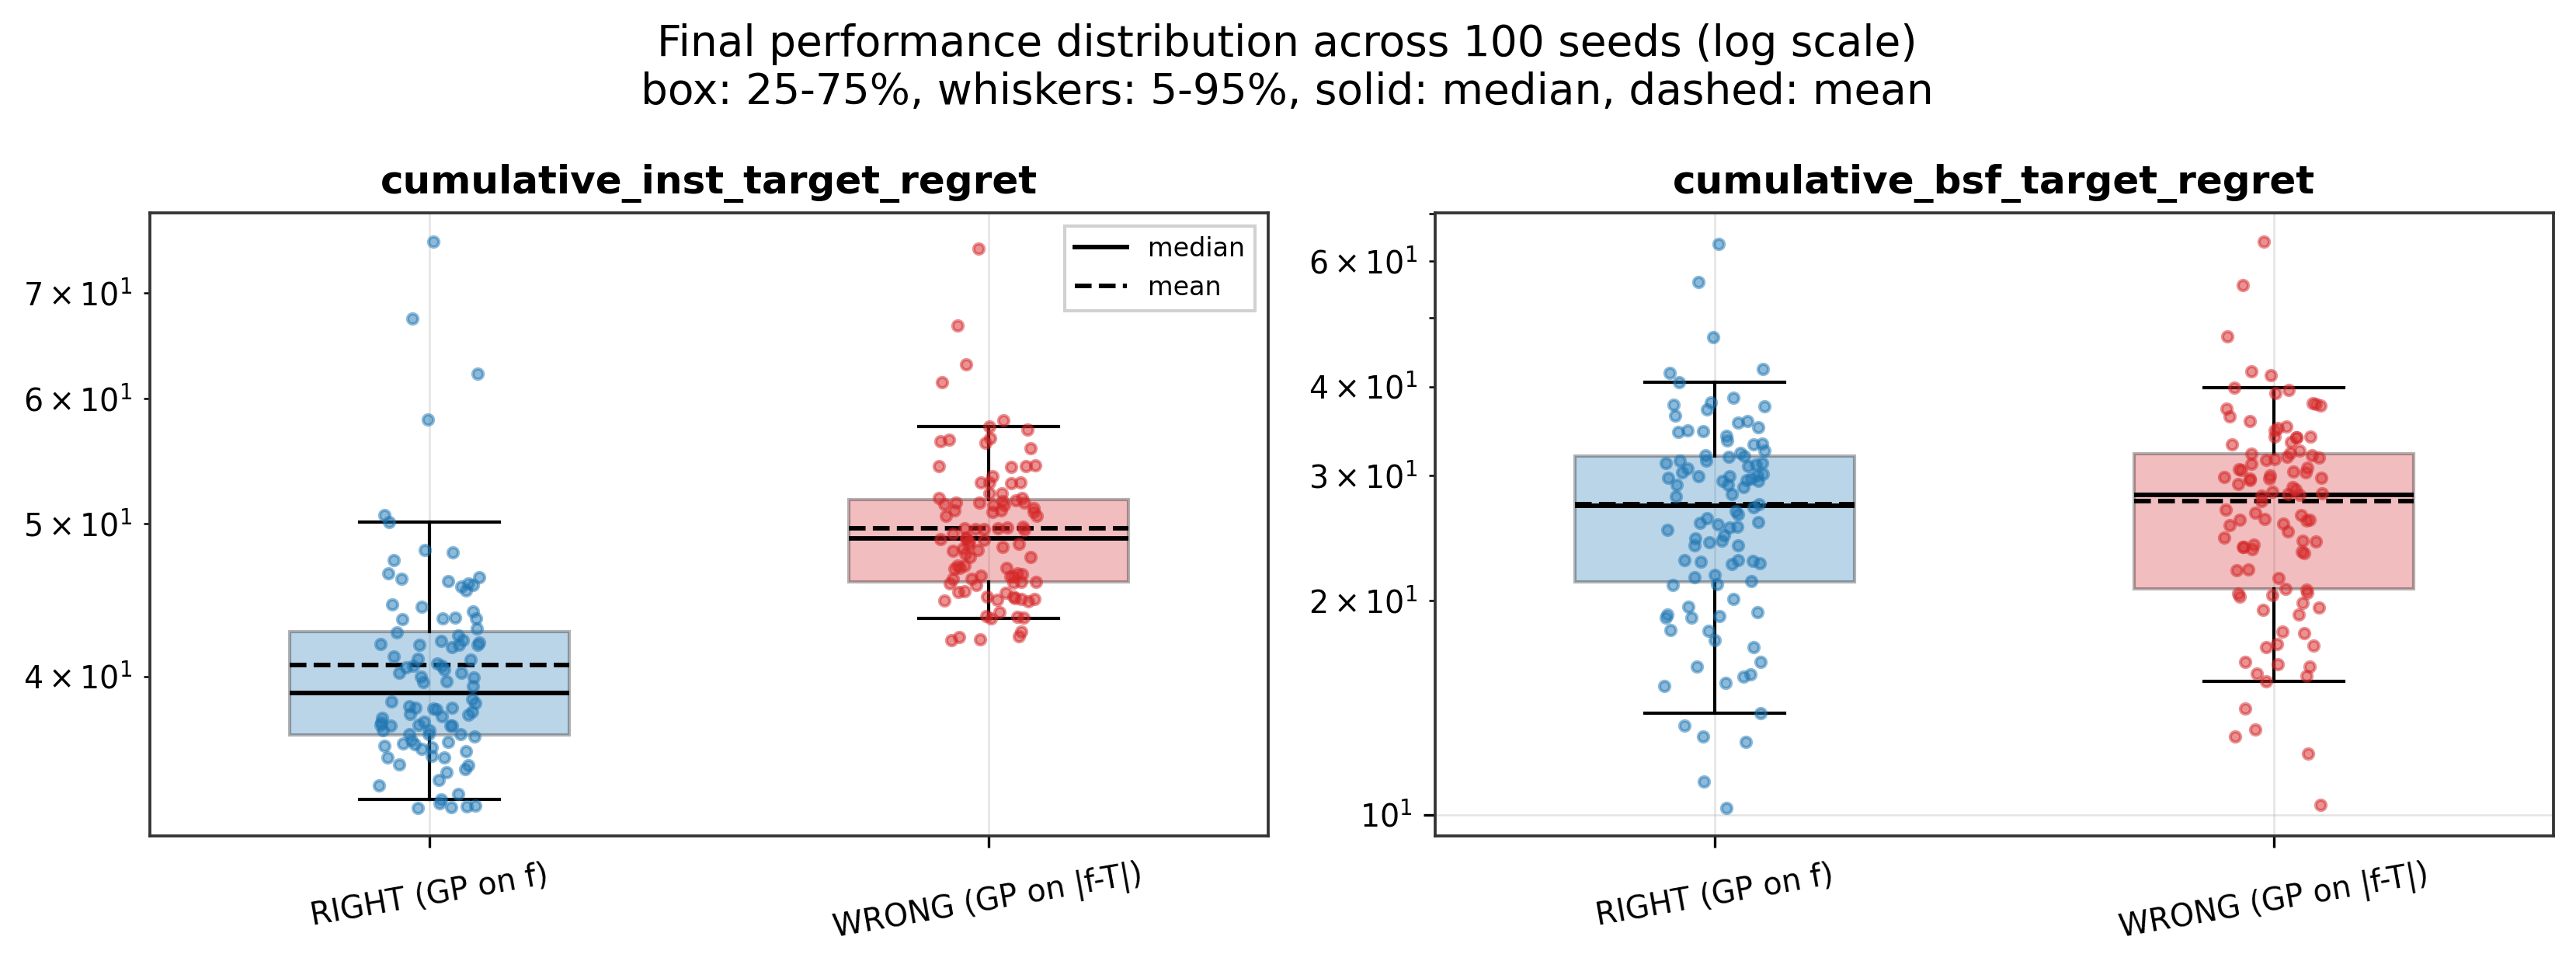 Final performance distribution across 100 seeds (log scale)
box: 25-75%, whiskers: 5-95%, solid: median, dashed: mean
cumulative_inst_target_regret
7 × 10¹
6 × 10¹
5 × 10¹
4 × 10¹
median
mean
RIGHT (GP on f)
WRONG (GP on |f-T|)
cumulative_bsf_target_regret
6 × 10¹
4 × 10¹
3 × 10¹
2 × 10¹
10¹
RIGHT (GP on f)
WRONG (GP on |f-T|)